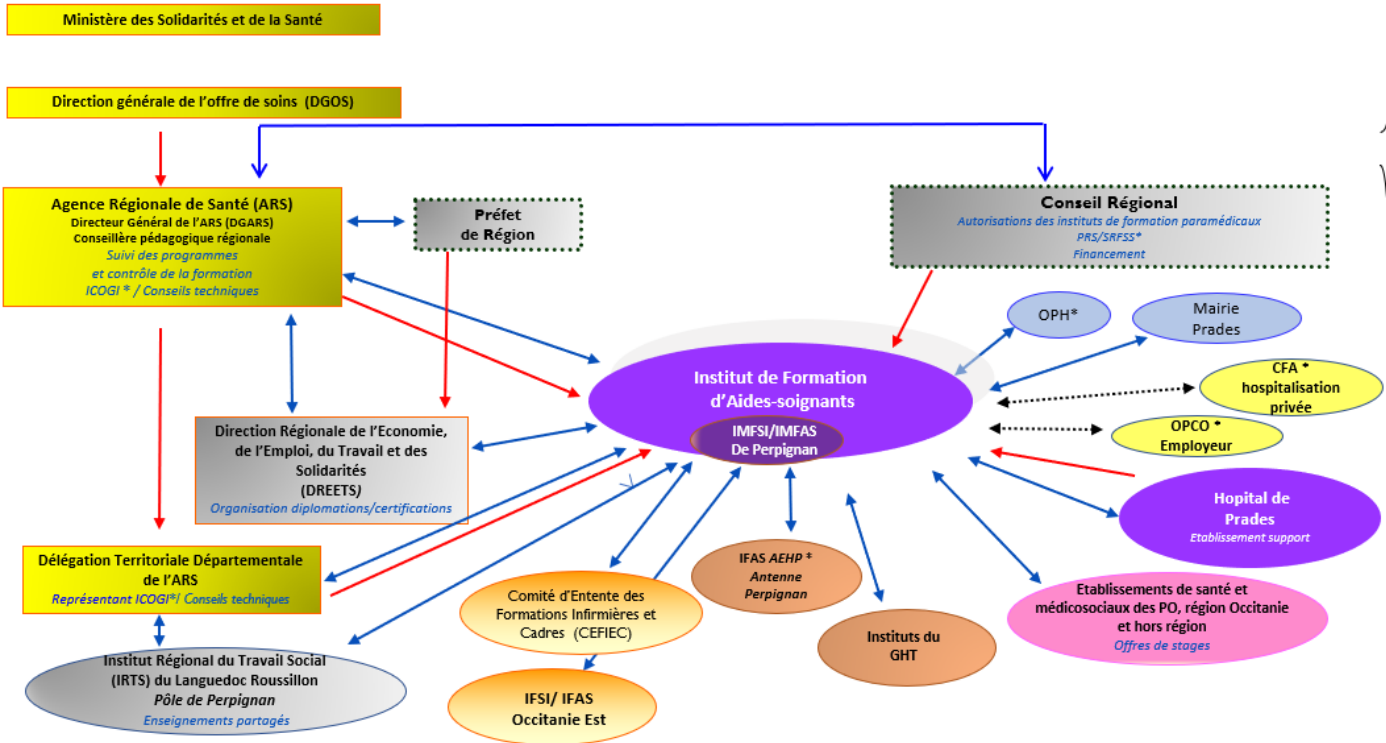 Ministère des Solidarités et de la Santé
Direction générale de l'offre de soins (DGOS)
Agence Régionale de Santé (ARS)
Directeur Général de l'ARS (DGARS)
Conseillère pédagogique régionale
Suivi des programmes
et contrôle de la formation
ICOGI * / Conseils techniques
Préfet
de Région
Conseil Régional
Autorisations des instituts de formation paramédicaux
PRS/SRFSS*
Financement
OPH*
Mairie
Prades
CFA *
hospitalisation
privée
OPCO *
Employeur
Institut de Formation
d'Aides-soignants
IMFSI/IMFAS
De Perpignan
Direction Régionale de l'Economie,
de l'Emploi, du Travail et des
Solidarités
(DREETS)
Organisation diplomations/certifications
Hopital de
Prades
Etablissement support
Délégation Territoriale Départementale
de l'ARS
Représentant ICOGI*/ Conseils techniques
IFAS AEHP *
Antenne
Perpignan
Comité d'Entente des
Formations Infirmières et
Cadres (CEFIEC)
Etablissements de santé et
médicosociaux des PO, région Occitanie
et hors région
Offres de stages
Instituts du
GHT
Institut Régional du Travail Social
(IRTS) du Languedoc Roussillon
Pôle de Perpignan
Enseignements partagés
IFSI/ IFAS
Occitanie Est